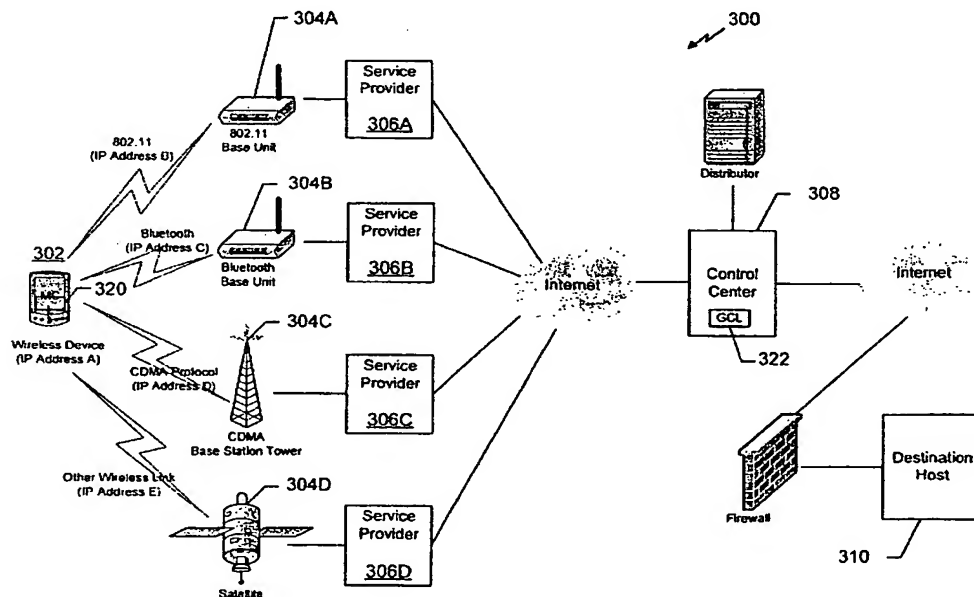 304A
300
Service
Provider
306A
802.11
(IP Address B)
802.11
Base Unit
Distributor
304B
308
Bluetooth
(IP Address C)
Service
Provider
306B
302
320
MC
Bluetooth
Base Unit
Internet
Control
Center
GCL
322
Internet
304C
Wireless Device
(IP Address A)
CDMA Protocol
(IP Address D)
Service
Provider
306C
CDMA
Base Station Tower
Other Wireless Link
(IP Address E)
304D
Destination
Host
Firewall
Service
Provider
306D
310
Satellite